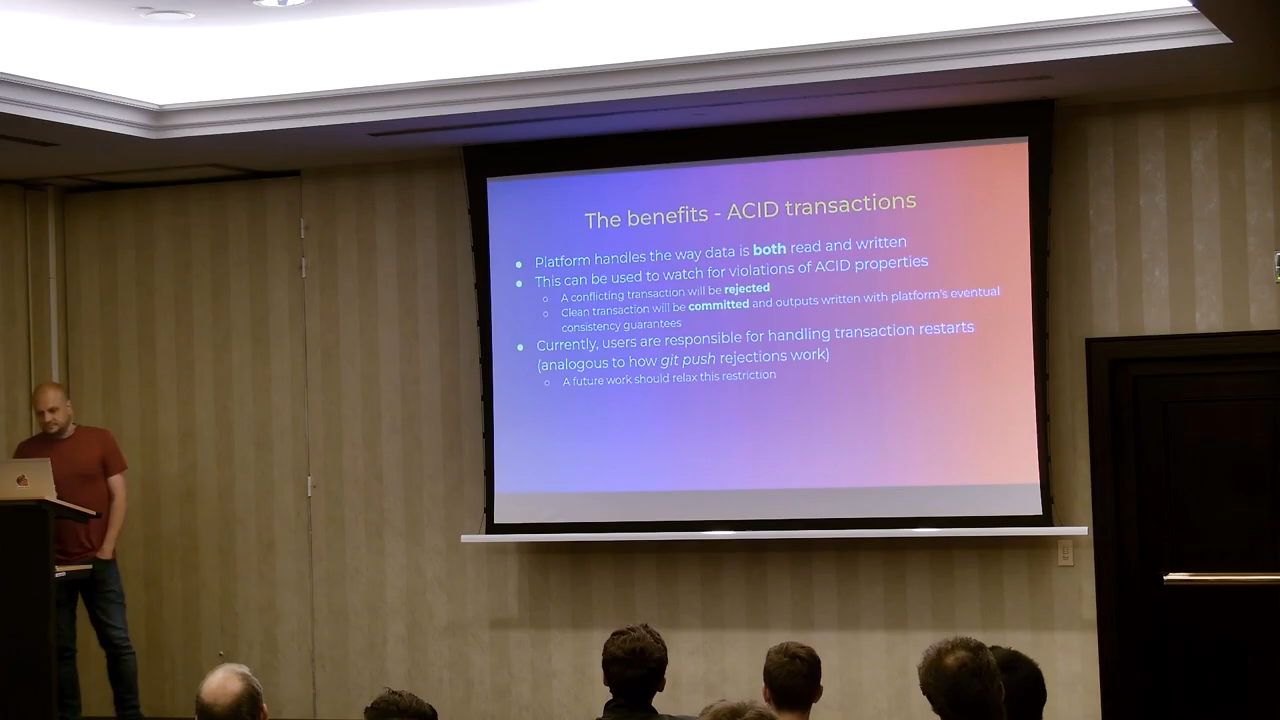 The benefits - ACID transactions
● Platform handles the way data is both read and written
● This can be used to watch for violations of ACID properties
○ A conflicting transaction will be rejected
○ Clean transaction will be committed and outputs written with platform's eventual
consistency guarantees
● Currently, users are responsible for handling transaction restarts
(analogous to how git push rejections work)
○ A future work should relax this restriction